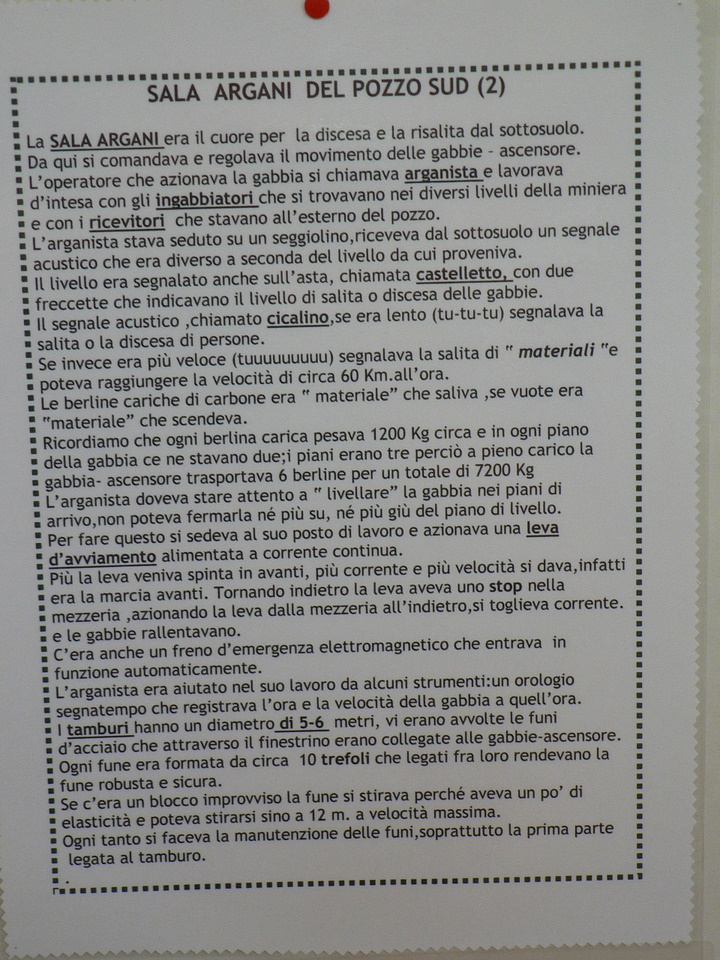 SALA ARGANI DEL POZZO SUD (2)
La SALA ARGANI era il cuore per la discesa e la risalita dal sottosuolo.
Da qui si comandava e regolava il movimento delle gabbie - ascensore.
L'operatore che azionava la gabbia si chiamava arganista e lavorava
d'intesa con gli ingabbiatori che si trovavano nei diversi livelli della miniera
e con i ricevitori che stavano all'esterno del pozzo.
L'arganista stava seduto su un seggiolino,riceveva dal sottosuolo un segnale
acustico che era diverso a seconda del livello da cui proveniva.
Il livello era segnalato anche sull'asta, chiamata castelletto, con due
freccette che indicavano il livello di salita o discesa delle gabbie.
Il segnale acustico ,chiamato cicalino,se era lento (tu-tu-tu) segnalava la
salita o la discesa di persone.
Se invece era più veloce (tuuuuuuuuu) segnalava la salita di " materiali "e
poteva raggiungere la velocità di circa 60 Km.all'ora.
Le berline cariche di carbone era " materiale" che saliva ,se vuote era
"materiale" che scendeva.
Ricordiamo che ogni berlina carica pesava 1200 Kg circa e in ogni piano
della gabbia ce ne stavano due;i piani erano tre perciò a pieno carico la
gabbia- ascensore trasportava 6 berline per un totale di 7200 Kg
L'arganista doveva stare attento a " livellare" la gabbia nei piani di
arrivo,non poteva fermarla né più su, né più giù del piano di livello.
Per fare questo si sedeva al suo posto di lavoro e azionava una leva
d'avviamento alimentata a corrente continua.
Più la leva veniva spinta in avanti, più corrente e più velocità si dava,infatti
era la marcia avanti. Tornando indietro la leva aveva uno stop nella
mezzeria ,azionando la leva dalla mezzeria all'indietro,si toglieva corrente.
e le gabbie rallentavano.
C'era anche un freno d'emergenza elettromagnetico che entrava in
funzione automaticamente.
L'arganista era aiutato nel suo lavoro da alcuni strumenti:un orologio
segnatempo che registrava l'ora e la velocità della gabbia a quell'ora.
I tamburi hanno un diametro di 5-6 metri, vi erano avvolte le funi
d'acciaio che attraverso il finestrino erano collegate alle gabbie-ascensore.
Ogni fune era formata da circa 10 trefoli che legati fra loro rendevano la
fune robusta e sicura.
Se c'era un blocco improvviso la fune si stirava perché aveva un po' di
elasticità e poteva stirarsi sino a 12 m. a velocità massima.
Ogni tanto si faceva la manutenzione delle funi,soprattutto la prima parte
legata al tamburo.
.